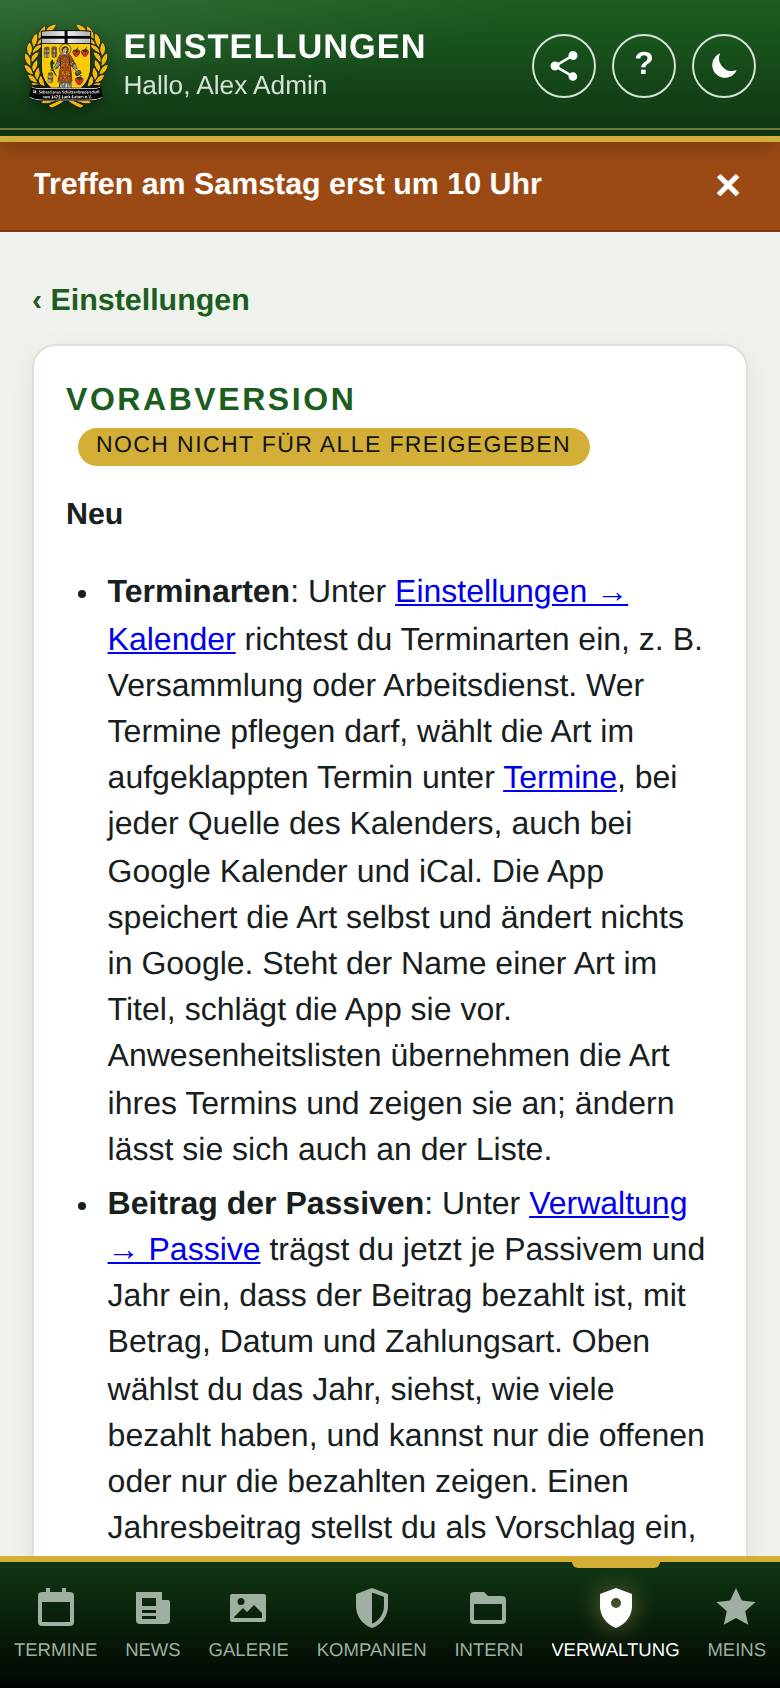 EINSTELLUNGEN
Hallo, Alex Admin
?
Treffen am Samstag erst um 10 Uhr
×
‹ Einstellungen
VORABVERSION
NOCH NICHT FÜR ALLE FREIGEGEBEN
Neu
• Terminarten: Unter Einstellungen →
Kalender richtest du Terminarten ein, z. B.
Versammlung oder Arbeitsdienst. Wer
Termine pflegen darf, wählt die Art im
aufgeklappten Termin unter Termine, bei
jeder Quelle des Kalenders, auch bei
Google Kalender und iCal. Die App
speichert die Art selbst und ändert nichts
in Google. Steht der Name einer Art im
Titel, schlägt die App sie vor.
Anwesenheitslisten übernehmen die Art
ihres Termins und zeigen sie an; ändern
lässt sie sich auch an der Liste.
• Beitrag der Passiven: Unter Verwaltung
→ Passive trägst du jetzt je Passivem und
Jahr ein, dass der Beitrag bezahlt ist, mit
Betrag, Datum und Zahlungsart. Oben
wählst du das Jahr, siehst, wie viele
bezahlt haben, und kannst nur die offenen
oder nur die bezahlten zeigen. Einen
Jahresbeitrag stellst du als Vorschlag ein,
TERMINE NEWS GALERIE KOMPANIEN INTERN VERWALTUNG MEINS